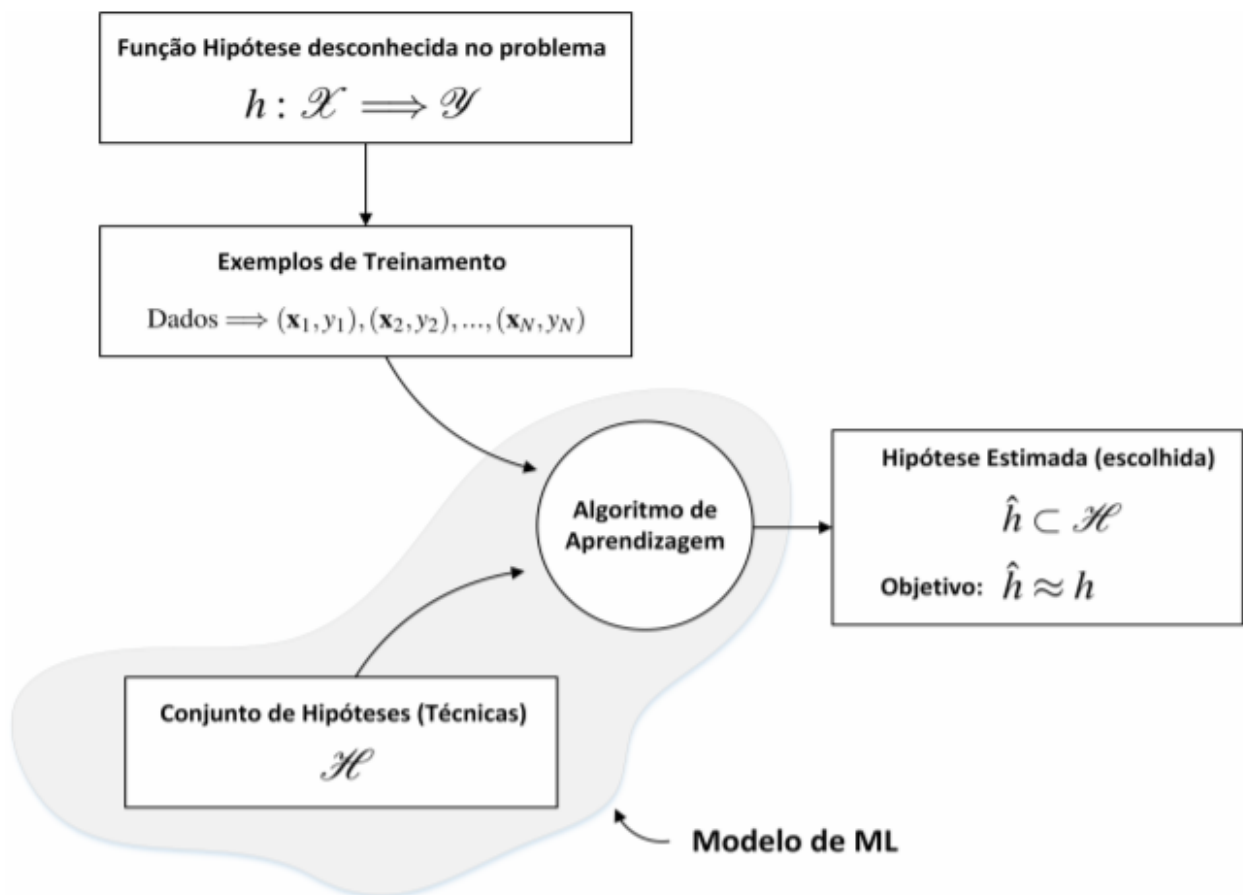 Função Hipótese desconhecida no problema
h : 𝒳 ⟹ 𝒴
Exemplos de Treinamento
Dados ⟹ (𝐱₁, y₁), (𝐱₂, y₂), ..., (𝐱_N, y_N)
Algoritmo de
Aprendizagem
Hipótese Estimada (escolhida)
ĥ ⊂ ℋ
Objetivo: ĥ ≈ h
Conjunto de Hipóteses (Técnicas)
ℋ
Modelo de ML